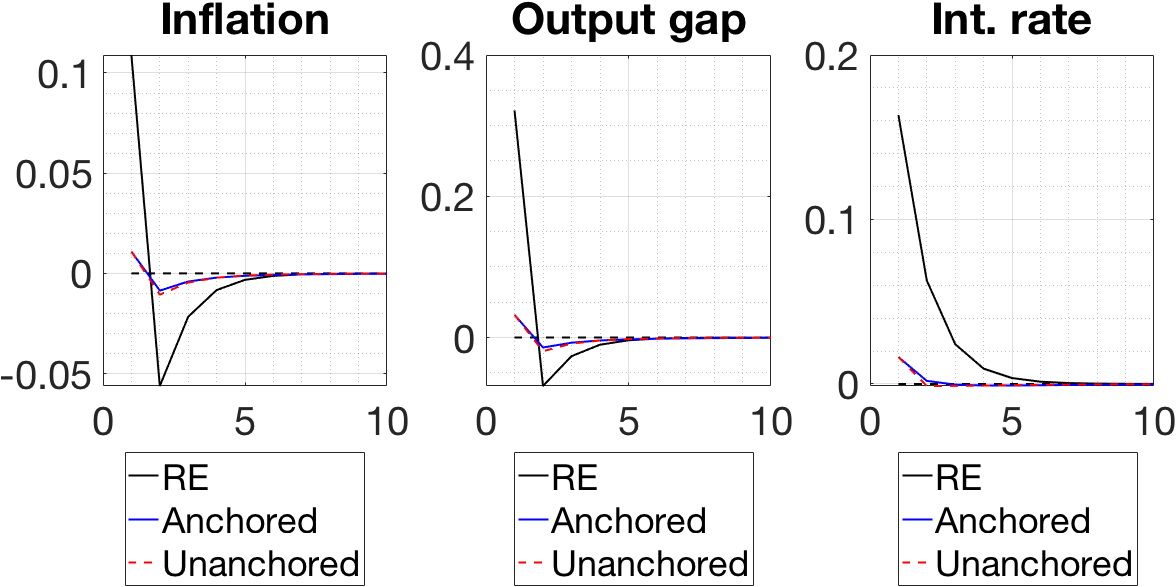 Inflation
0.1
0.05
0
-0.05
0
5
10
RE
Anchored
Unanchored
Output gap
0.4
0.2
0
0
5
10
RE
Anchored
Unanchored
Int. rate
0.2
0.1
0
0
5
10
RE
Anchored
Unanchored